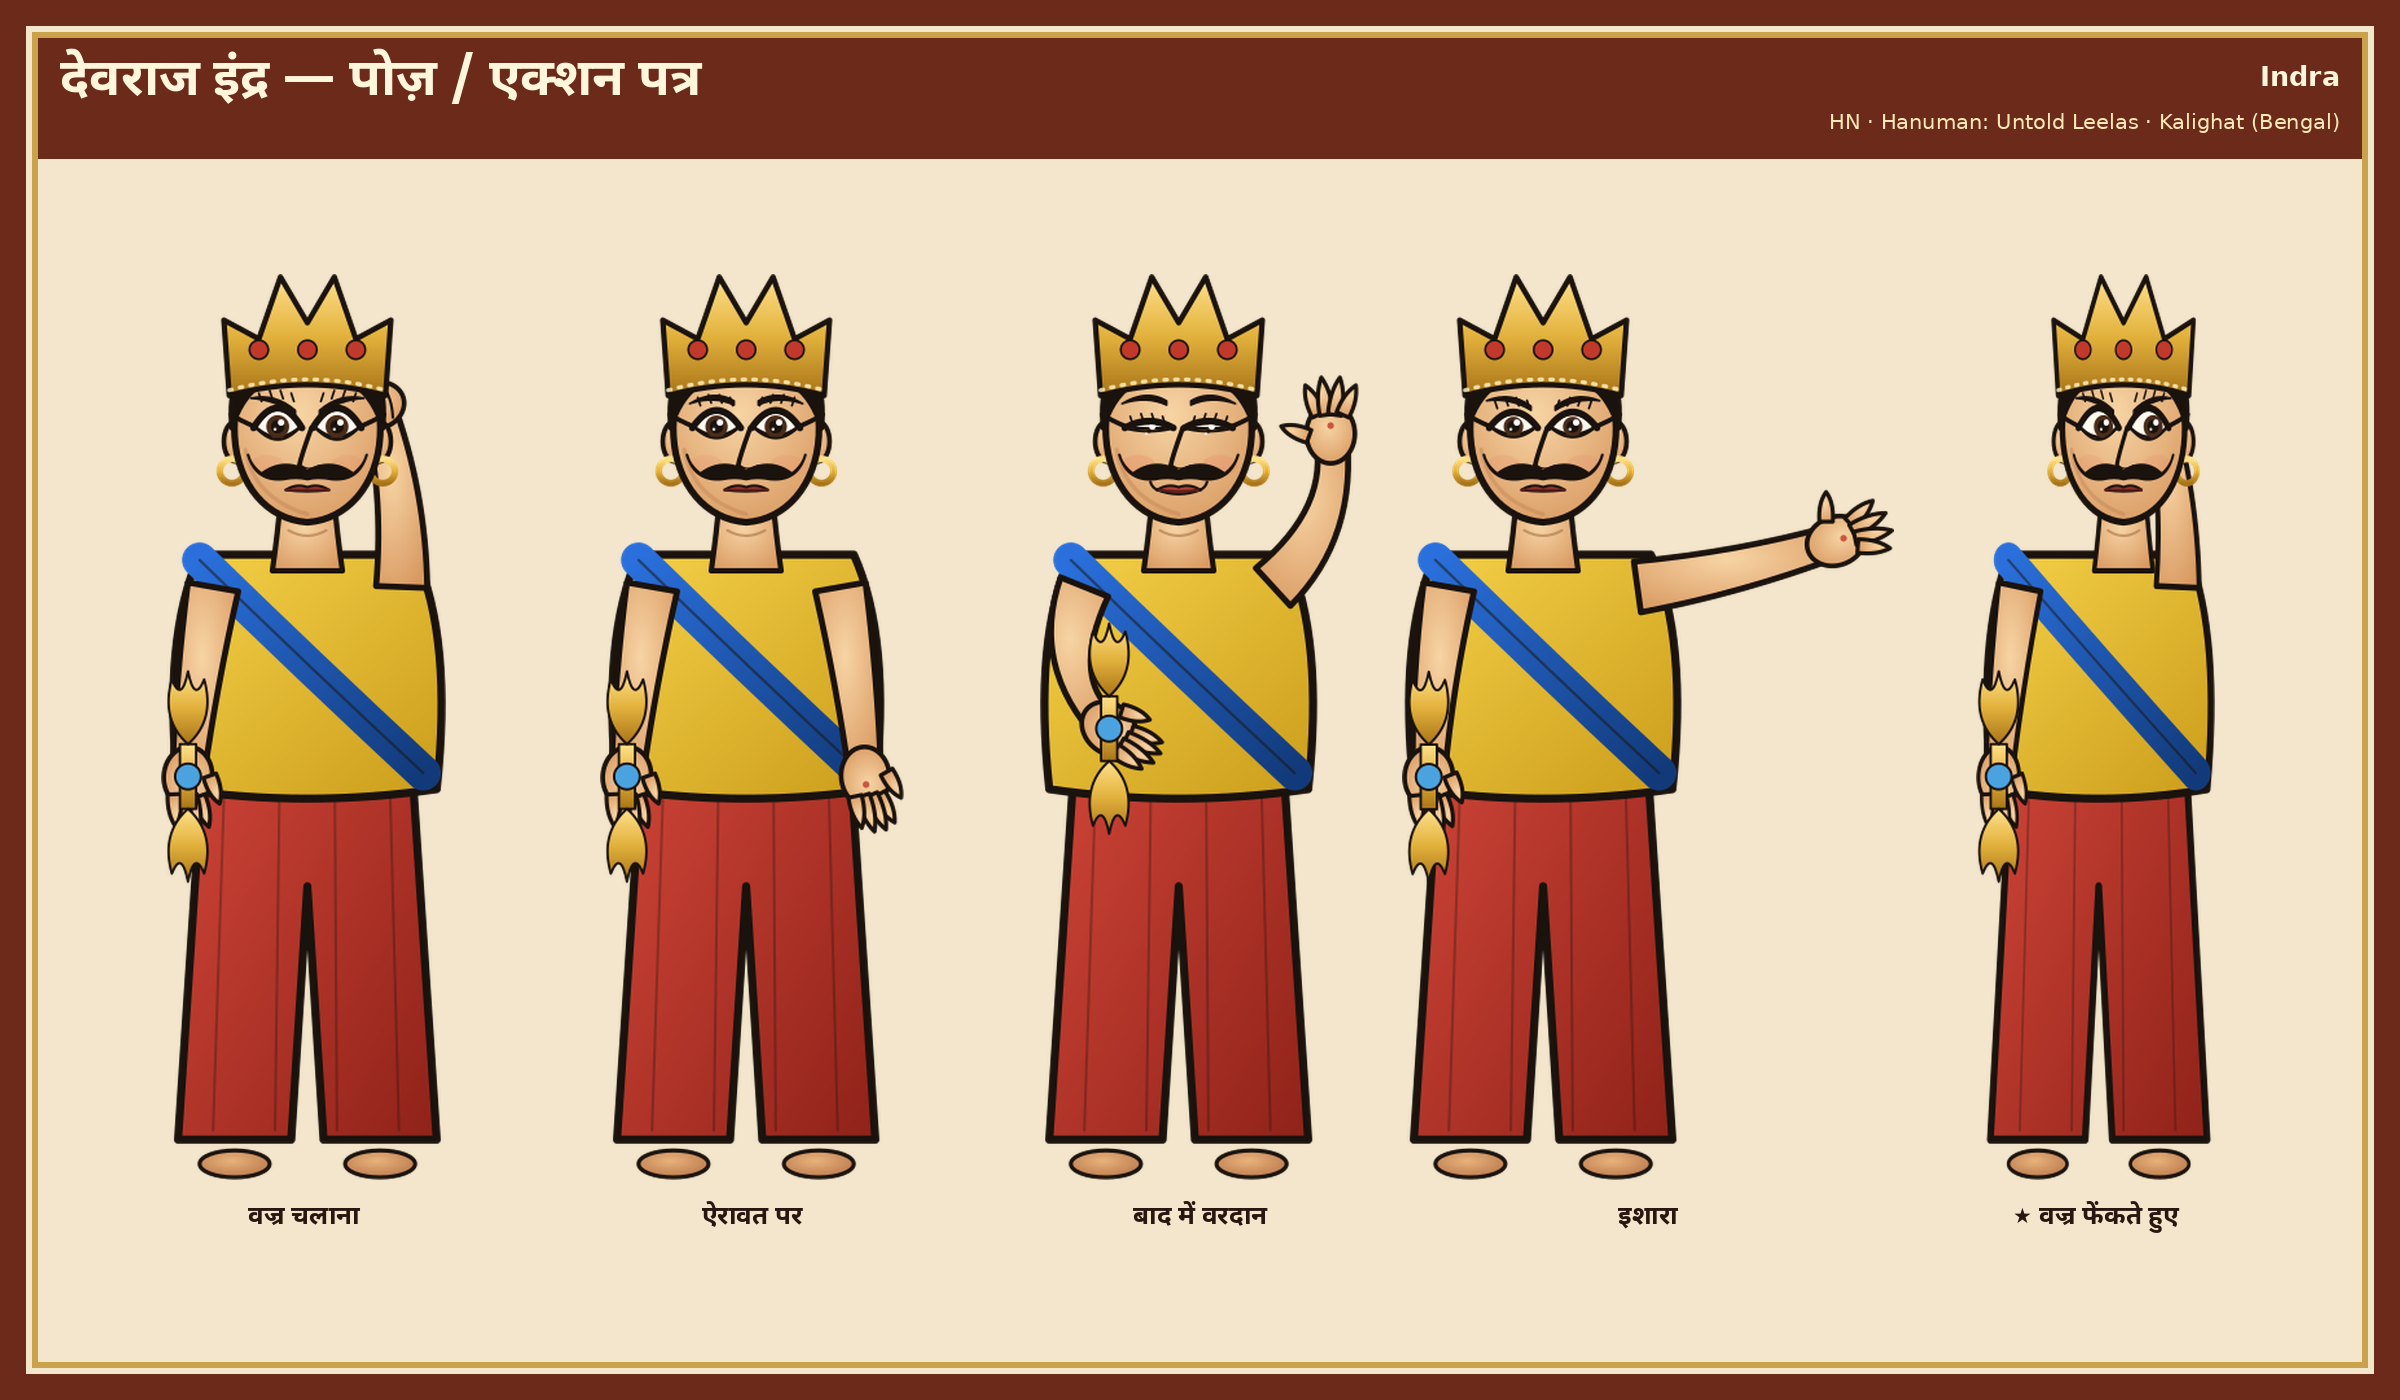 देवराज इंद्र — पोज़ / एक्शन पत्र
Indra
HN · Hanuman: Untold Leelas · Kalighat (Bengal)
वज्र चलाना
ऐरावत पर
बाद में वरदान
इशारा
★ वज्र फेंकते हुए